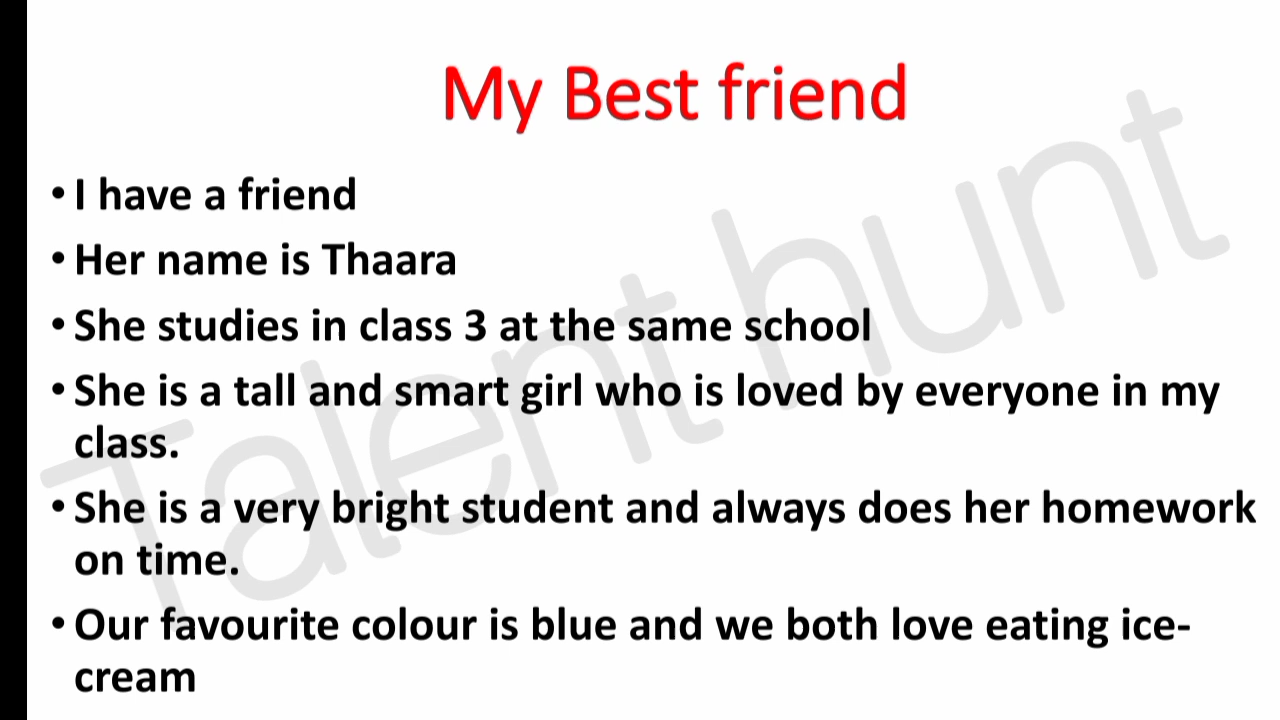 My Best friend
• I have a friend
• Her name is Thaara
• She studies in class 3 at the same school
• She is a tall and smart girl who is loved by everyone in my
class.
• She is a very bright student and always does her homework
on time.
• Our favourite colour is blue and we both love eating ice-
cream
Talent hunt